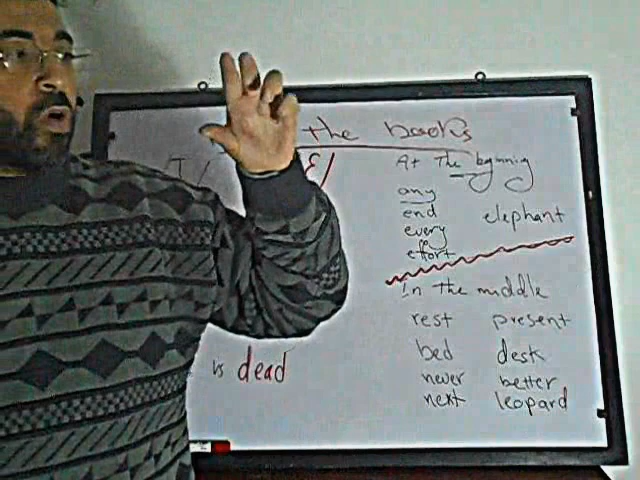 the books
/I/ /ɛ/
At the beginning
any
end elephant
every
effort
In the middle
rest present
bed desk
never better
next leopard
vs dead